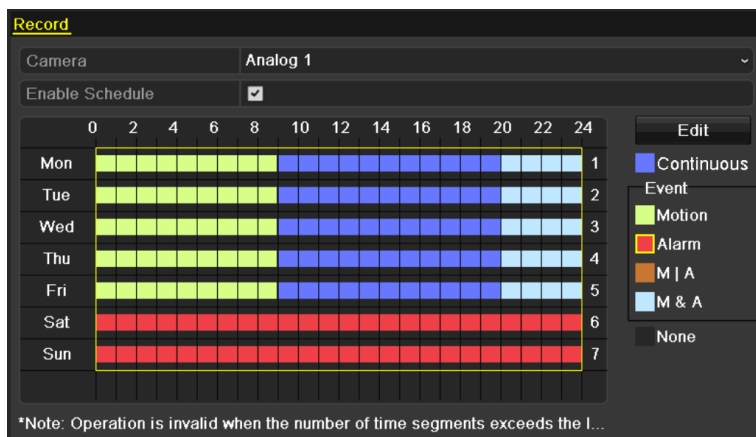 Record
Camera Analog 1
Enable Schedule
0 2 4 6 8 10 12 14 16 18 20 22 24
Edit
Mon 1
Continuous
Event
Tue 2
Motion
Wed 3
Alarm
Thu 4
M | A
Fri 5
M & A
Sat 6
None
Sun 7
*Note: Operation is invalid when the number of time segments exceeds the l...